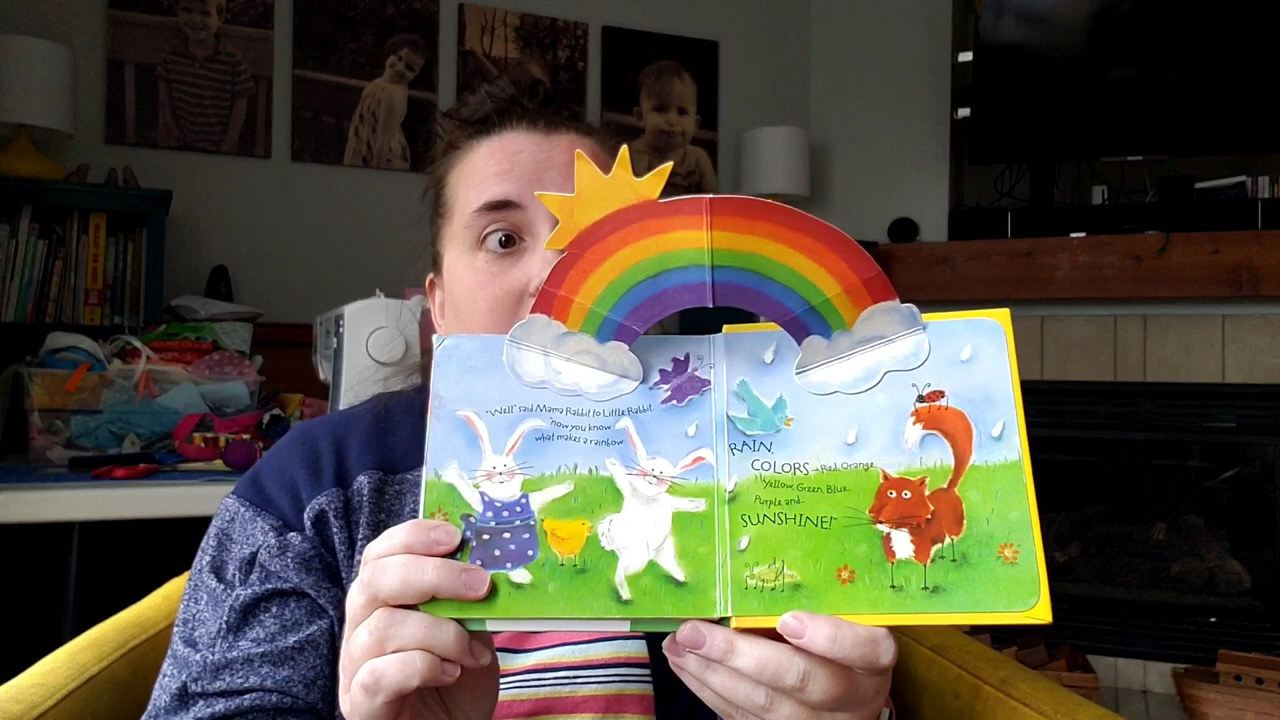 "Well," said Mama Rabbit to Little Rabbit,
"now you know
what makes a rainbow.
RAIN,
COLORS – Red, Orange,
Yellow, Green, Blue,
Purple and...
SUNSHINE!"